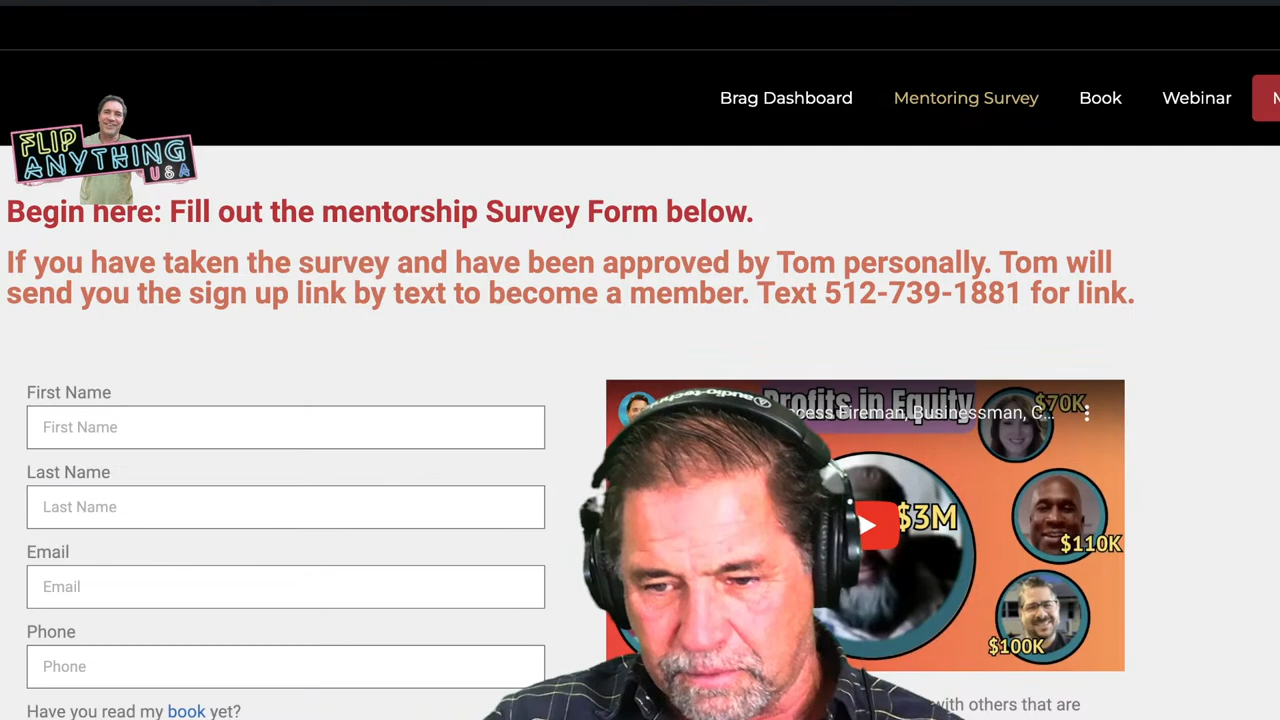 Brag Dashboard
Mentoring Survey
Book
Webinar
FLIP
ANYTHING
USA
Begin here: Fill out the mentorship Survey Form below.
If you have taken the survey and have been approved by Tom personally. Tom will
send you the sign up link by text to become a member. Text 512-739-1881 for link.
First Name
First Name
Last Name
Last Name
Email
Email
Phone
Phone
Have you read my book yet?
Profits in Equity
Fireman, Businessman, C...
audio-technica
$70K
$3M
$110K
$100K
with others that are